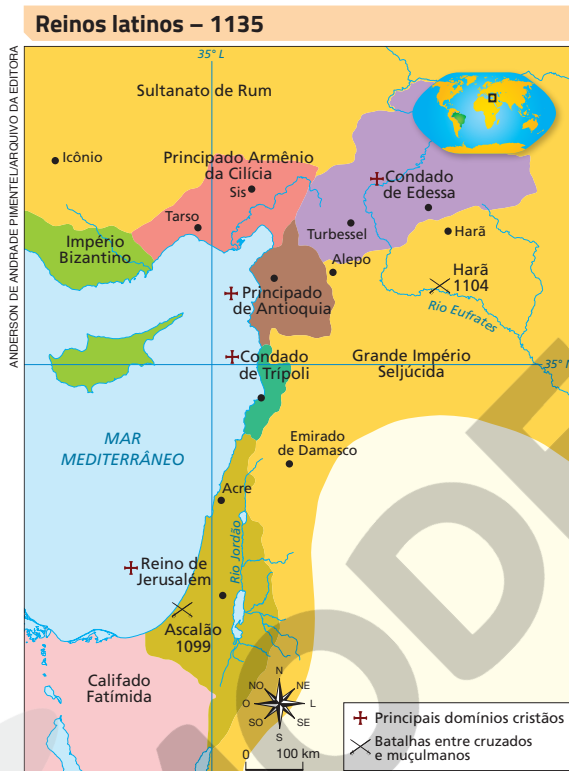 Reinos latinos – 1135
ANDERSON DE ANDRADE PIMENTEL/ARQUIVO DA EDITORA
35° L
Sultanato de Rum
Icônio
Principado Armênio
da Cilícia
Sis
Condado
de Edessa
Tarso
Turbessel
Harã
Império
Bizantino
Alepo
Harã
1104
Principado
de Antioquia
Rio Eufrates
Condado
de Trípoli
Grande Império
Seljúcida
35° N
MAR
MEDITERRÂNEO
Emirado
de Damasco
Acre
Rio Jordão
Reino de
Jerusalém
Ascalão
1099
Califado
Fatímida
N
NO
NE
O
L
SO
SE
S
0
100 km
Principais domínios cristãos
Batalhas entre cruzados
e muçulmanos